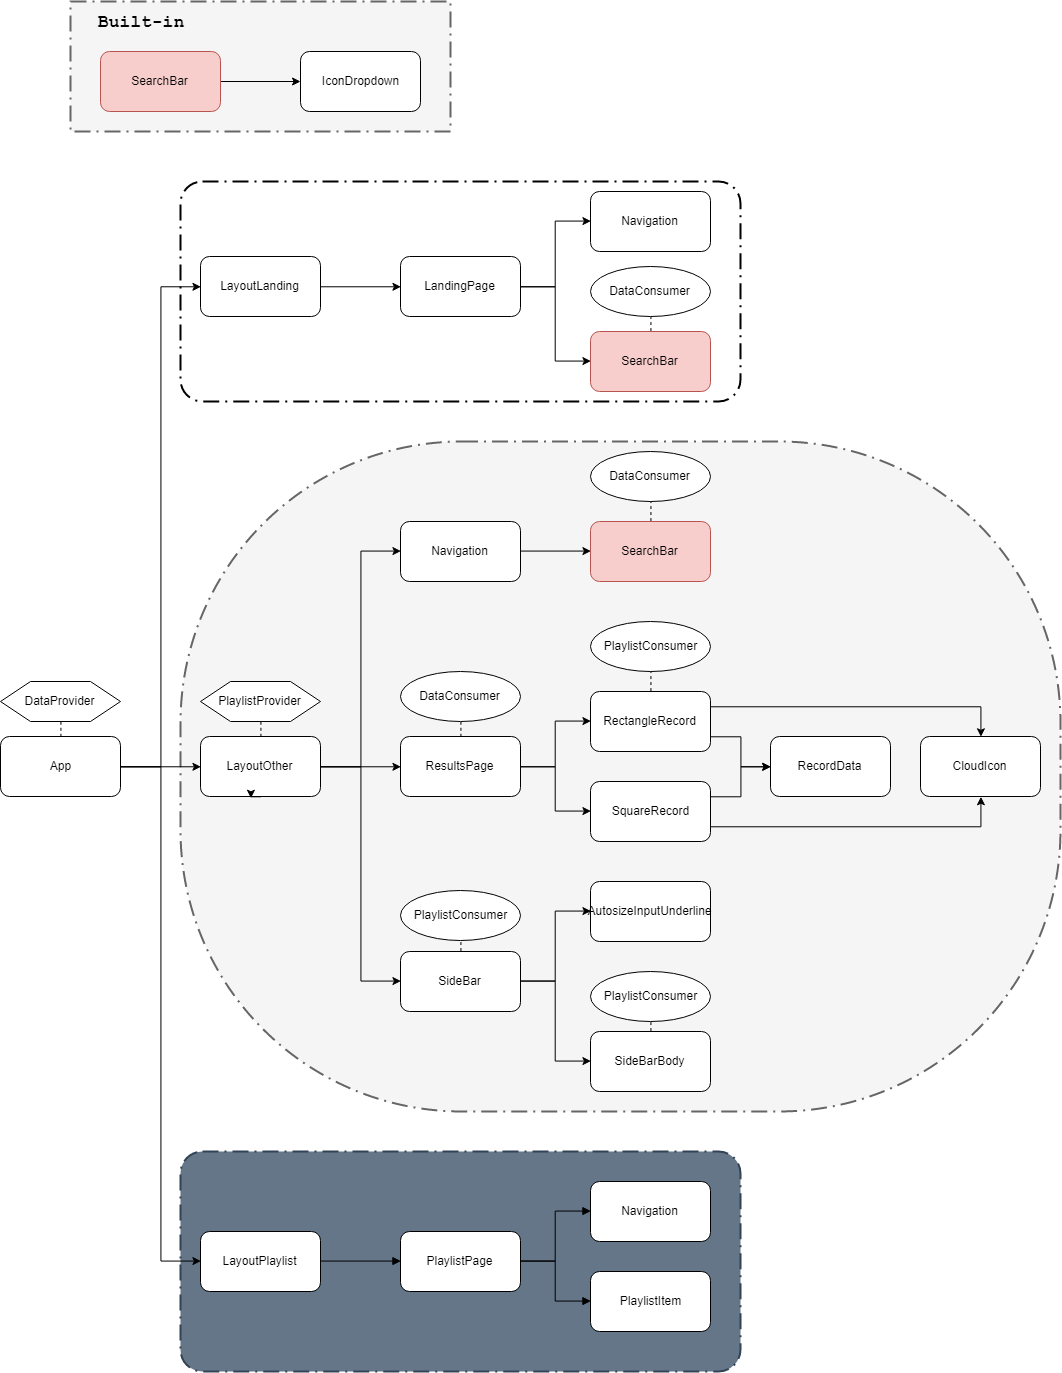 Built-in
SearchBar
IconDropdown
Navigation
LayoutLanding
LandingPage
DataConsumer
SearchBar
DataConsumer
Navigation
SearchBar
PlaylistConsumer
DataProvider
PlaylistProvider
DataConsumer
RectangleRecord
App
LayoutOther
ResultsPage
RecordData
CloudIcon
SquareRecord
PlaylistConsumer
AutosizeInputUnderline
SideBar
PlaylistConsumer
SideBarBody
Navigation
LayoutPlaylist
PlaylistPage
PlaylistItem